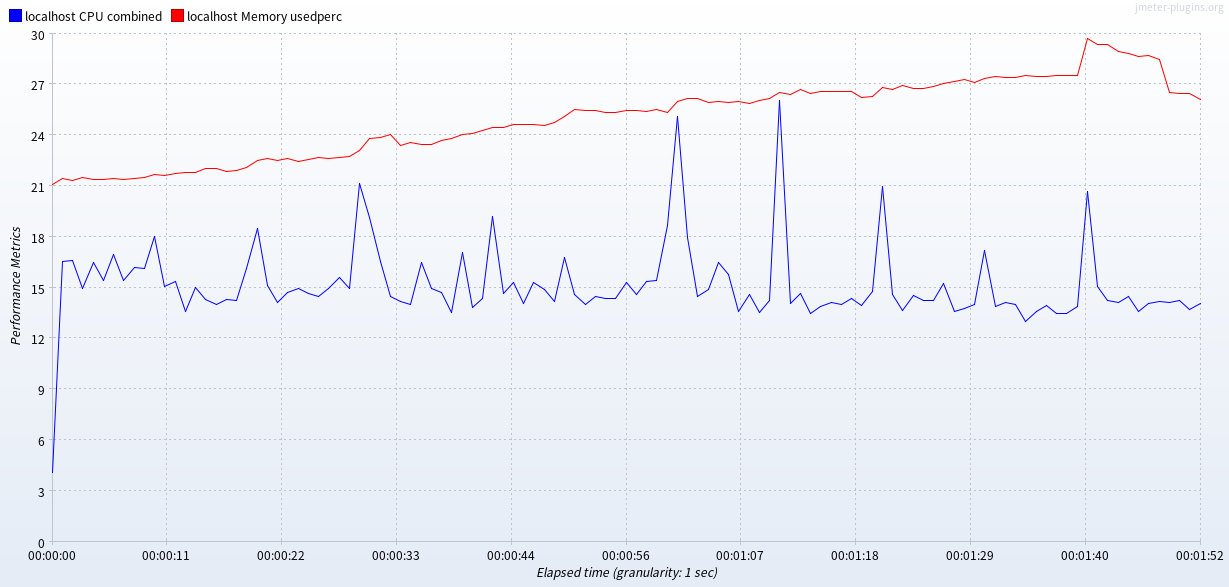 jmeter-plugins.org
localhost CPU combined localhost Memory usedperc
30
27
24
21
18
15
12
9
6
3
0
Performance Metrics
00:00:00 00:00:11 00:00:22 00:00:33 00:00:44 00:00:56 00:01:07 00:01:18 00:01:29 00:01:40 00:01:52
Elapsed time (granularity: 1 sec)